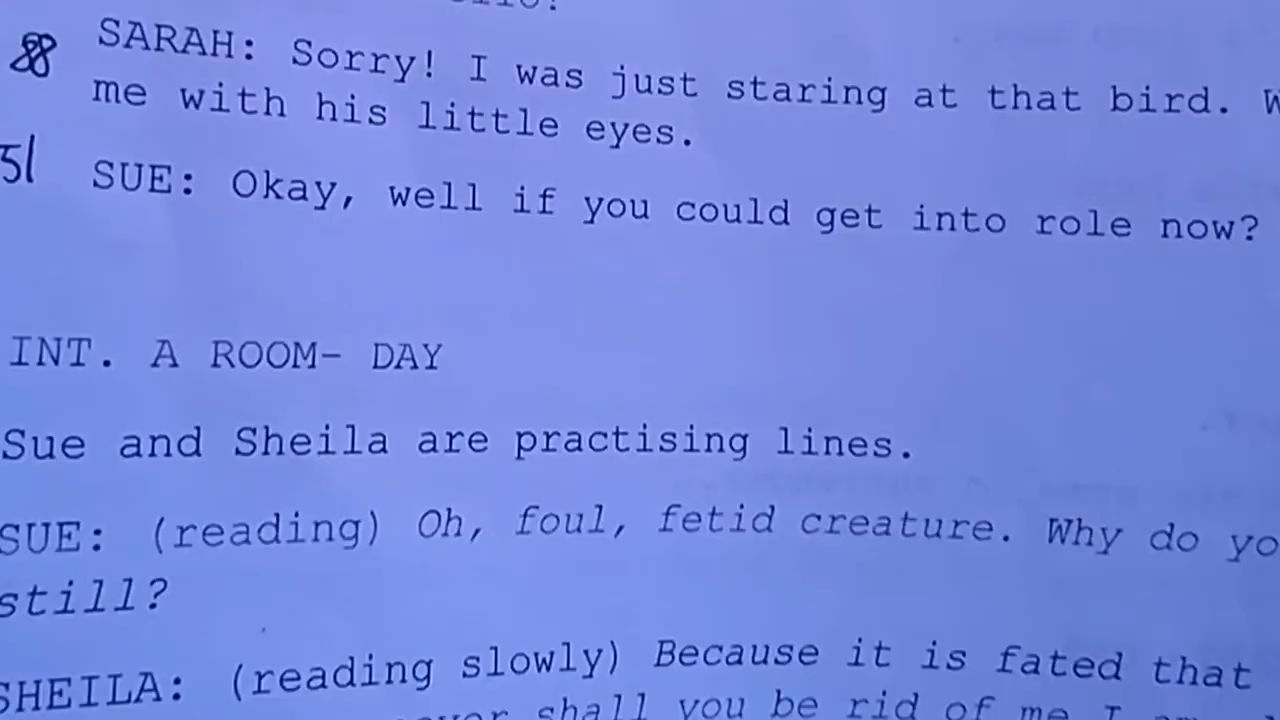 SARAH: Sorry! I was just staring at that bird.
me with his little eyes.
51 SUE: Okay, well if you could get into role now?
INT. A ROOM- DAY
Sue and Sheila are practising lines.
SUE: (reading) Oh, foul, fetid creature. Why do
still?
SHEILA: (reading slowly) Because it is fated that
shall you be rid of me I